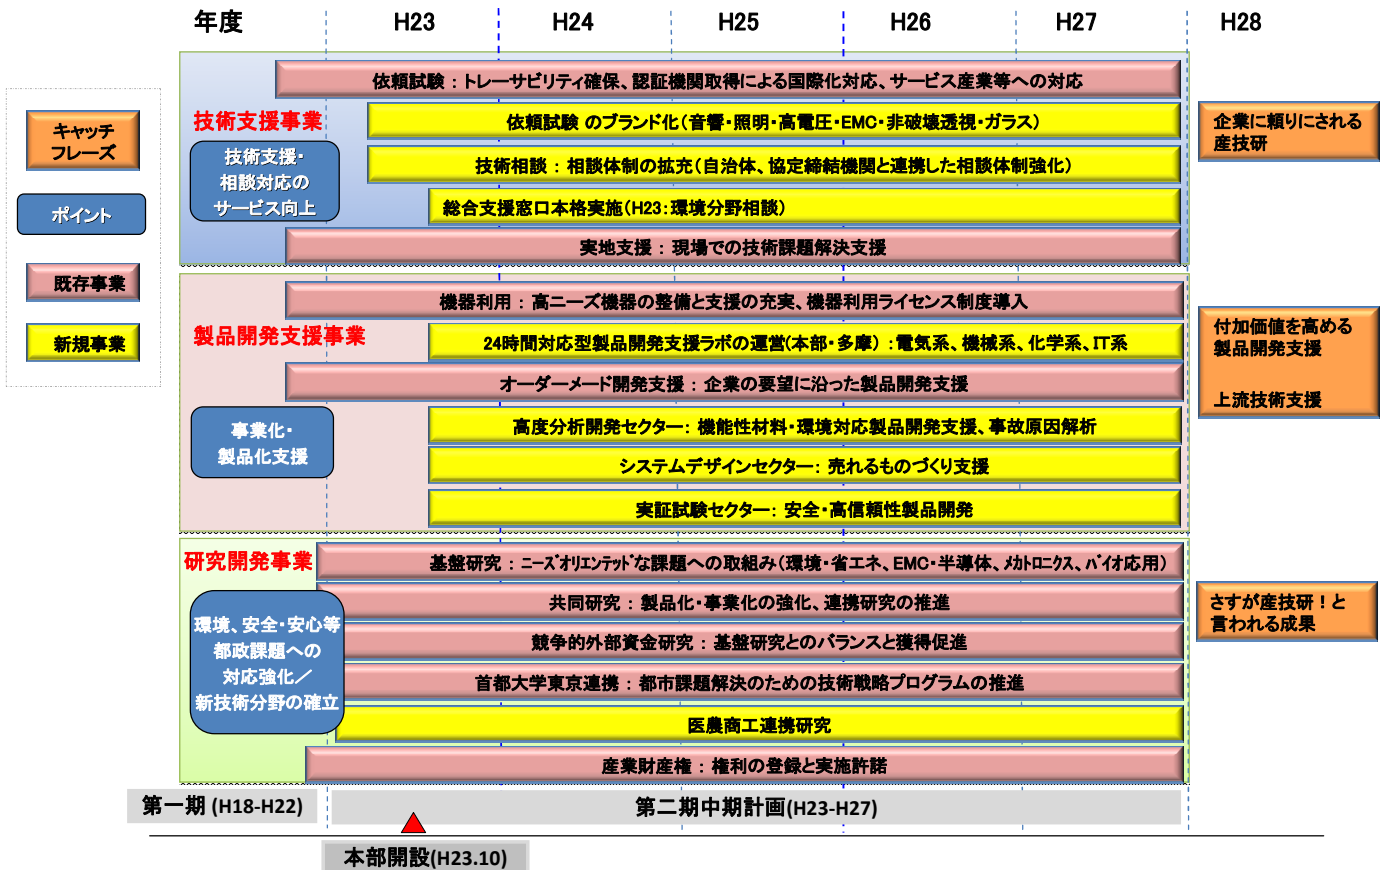 年度 H23 H24 H25 H26 H27 H28
キャッチ
フレーズ
ポイント
既存事業
新規事業
技術支援事業
技術支援・
相談対応の
サービス向上
依頼試験：トレーサビリティ確保、認証機関取得による国際化対応、サービス産業等への対応
依頼試験 のブランド化（音響・照明・高電圧・EMC・非破壊透視・ガラス）
技術相談：相談体制の拡充（自治体、協定締結機関と連携した相談体制強化）
総合支援窓口本格実施（H23：環境分野相談）
実地支援：現場での技術課題解決支援
企業に頼りにされる
産技研
製品開発支援事業
事業化・
製品化支援
機器利用：高ニーズ機器の整備と支援の充実、機器利用ライセンス制度導入
24時間対応型製品開発支援ラボの運営(本部・多摩）：電気系、機械系、化学系、IT系
オーダーメード開発支援：企業の要望に沿った製品開発支援
高度分析開発セクター：機能性材料・環境対応製品開発支援、事故原因解析
システムデザインセクター：売れるものづくり支援
実証試験セクター：安全・高信頼性製品開発
付加価値を高める
製品開発支援
上流技術支援
研究開発事業
環境、安全・安心等
都政課題への
対応強化／
新技術分野の確立
基盤研究：ニーズオリエンテッドな課題への取組み（環境・省エネ、EMC・半導体、メカトロニクス、バイオ応用）
共同研究：製品化・事業化の強化、連携研究の推進
競争的外部資金研究：基盤研究とのバランスと獲得促進
首都大学東京連携：都市課題解決のための技術戦略プログラムの推進
医農商工連携研究
産業財産権：権利の登録と実施許諾
さすが産技研！と
言われる成果
第一期 (H18-H22) 第二期中期計画(H23-H27)
本部開設(H23.10)